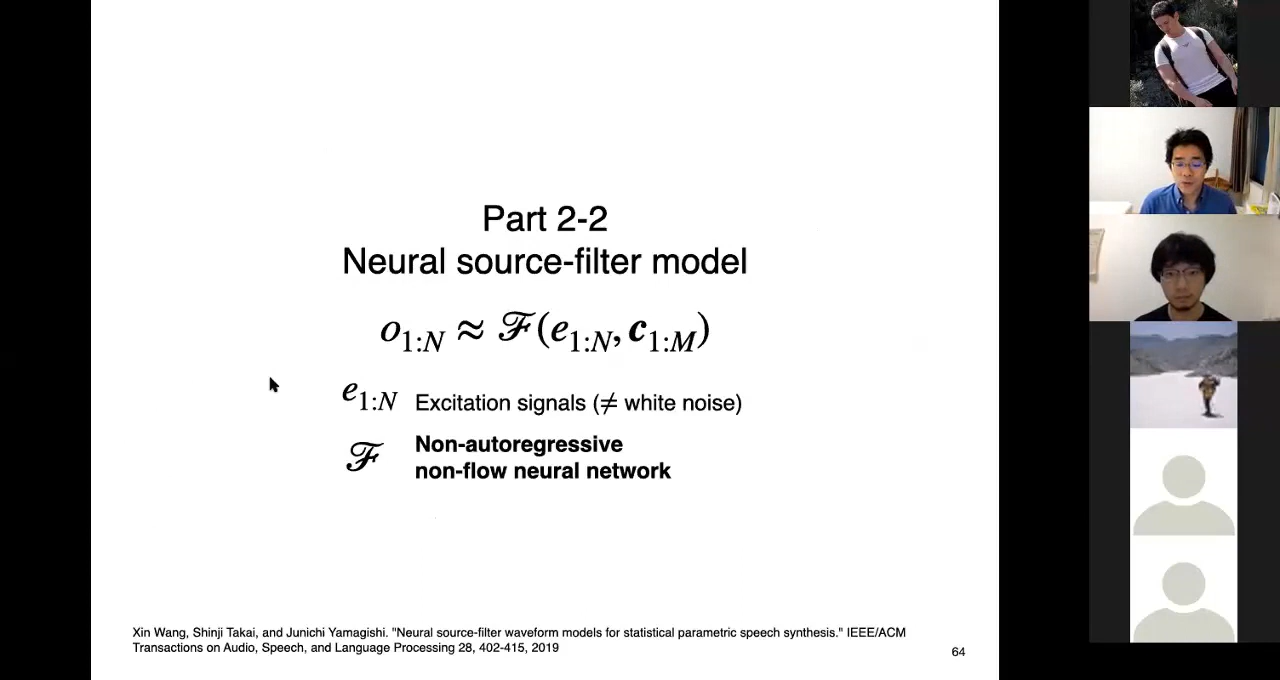 Part 2-2
Neural source-filter model
o₁:N ≈ ℱ(e₁:N, c₁:M)
e₁:N Excitation signals (≠ white noise)
ℱ Non-autoregressive
non-flow neural network
Xin Wang, Shinji Takai, and Junichi Yamagishi. "Neural source-filter waveform models for statistical parametric speech synthesis." IEEE/ACM
Transactions on Audio, Speech, and Language Processing 28, 402-415, 2019
64